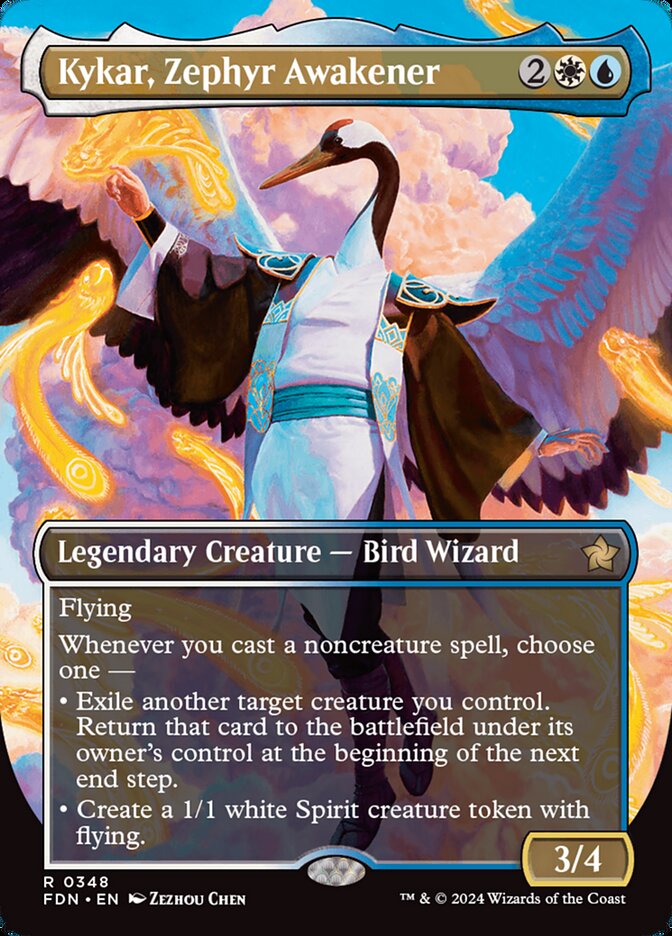 Kykar, Zephyr Awakener 2
Legendary Creature — Bird Wizard
Flying
Whenever you cast a noncreature spell, choose
one —
• Exile another target creature you control.
Return that card to the battlefield under its
owner's control at the beginning of the next
end step.
• Create a 1/1 white Spirit creature token with
flying.
3/4
R 0348
FDN • EN Zezhou Chen
™ & © 2024 Wizards of the Coast